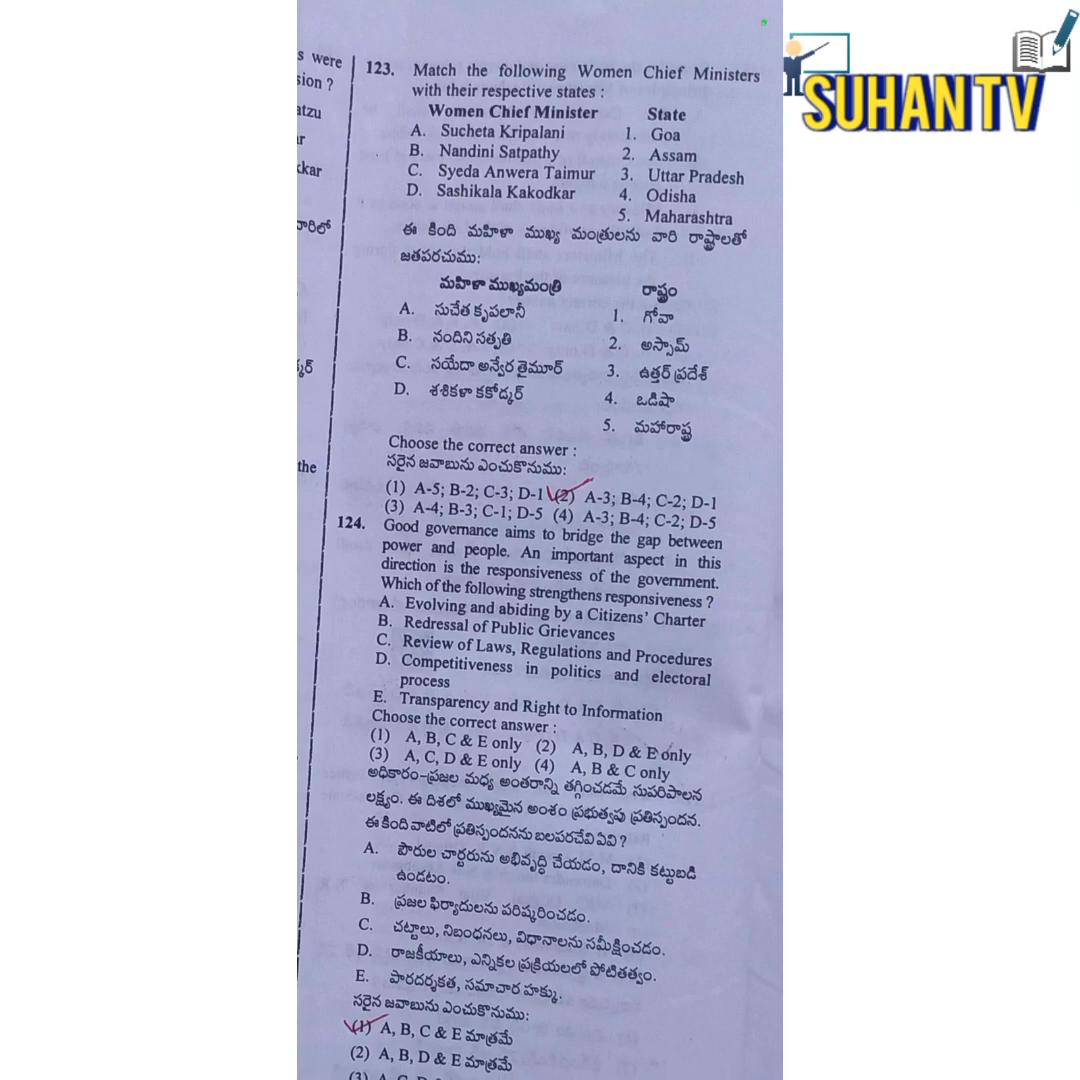 SUHAN TV
s were
sion ?
atzu
ar
kkar
వారిలో
the
123. Match the following Women Chief Ministers
with their respective states :
Women Chief Minister State
A. Sucheta Kripalani 1. Goa
B. Nandini Satpathy 2. Assam
C. Syeda Anwera Taimur 3. Uttar Pradesh
D. Sashikala Kakodkar 4. Odisha
5. Maharashtra
ఈ కింది మహిళా ముఖ్య మంత్రులను వారి రాష్ట్రాలతో
జతపరచుము:
మహిళా ముఖ్యమంత్రి రాష్ట్రం
A. సుచేత కృపలానీ 1. గోవా
B. నందిని సత్పతి 2. అస్సామ్
C. సయేదా అన్వేర తైమూర్ 3. ఉత్తర్ ప్రదేశ్
D. శశికళా కకోద్కర్ 4. ఒడిషా
5. మహారాష్ట్ర
Choose the correct answer :
సరైన జవాబును ఎంచుకొనుము:
(1) A-5; B-2; C-3; D-1 (2) A-3; B-4; C-2; D-1
(3) A-4; B-3; C-1; D-5 (4) A-3; B-4; C-2; D-5
124. Good governance aims to bridge the gap between
power and people. An important aspect in this
direction is the responsiveness of the government.
Which of the following strengthens responsiveness ?
A. Evolving and abiding by a Citizens' Charter
B. Redressal of Public Grievances
C. Review of Laws, Regulations and Procedures
D. Competitiveness in politics and electoral
process
E. Transparency and Right to Information
Choose the correct answer :
(1) A, B, C & E only (2) A, B, D & E only
(3) A, C, D & E only (4) A, B & C only
అధికారం-ప్రజల మధ్య అంతరాన్ని తగ్గించడమే సుపరిపాలన
లక్ష్యం. ఈ దిశలో ముఖ్యమైన అంశం ప్రభుత్వపు ప్రతిస్పందన.
ఈ కింది వాటిలో ప్రతిస్పందనను బలపరచేవి ఏవి ?
A. పౌరుల చార్టరును అభివృద్ధి చేయడం, దానికి కట్టుబడి
ఉండటం.
B. ప్రజల ఫిర్యాదులను పరిష్కరించడం.
C. చట్టాలు, నిబంధనలు, విధానాలను సమీక్షించడం.
D. రాజకీయాలు, ఎన్నికల ప్రక్రియలలో పోటీతత్వం.
E. పారదర్శకత, సమాచార హక్కు.
సరైన జవాబును ఎంచుకొనుము:
(1) A, B, C & E మాత్రమే
(2) A, B, D & E మాత్రమే